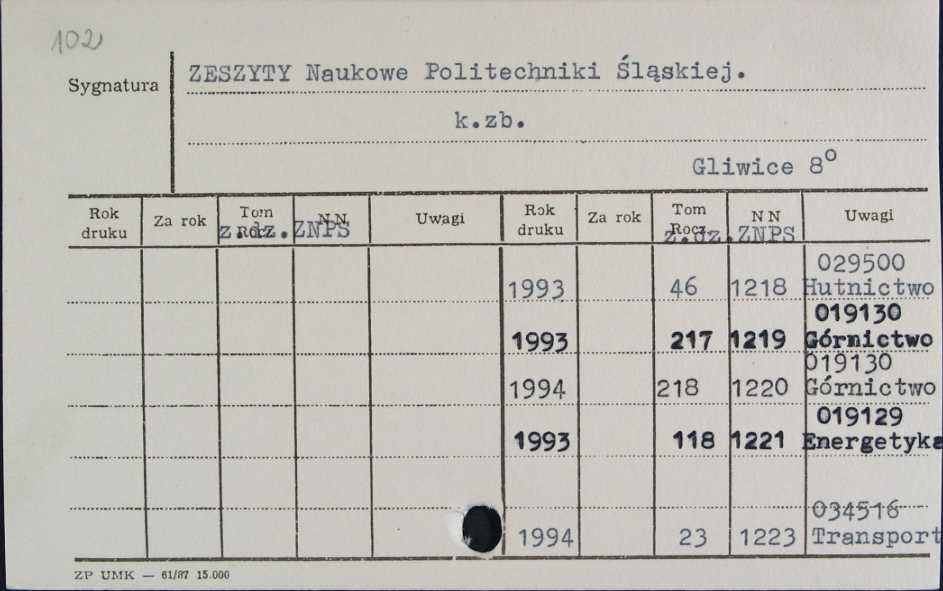 102
Sygnatura
ZESZYTY Naukowe Politechniki Śląskiej.
k.zb.
Gliwice 8o
Rok druku Za rok Tom Rocz. NN Uwagi Rok druku Za rok Tom Rocz. NN Uwagi
z.dz. ZNPS z.dz. ZNPS
029500
1993 46 1218 Hutnictwo
019130
1993 217 1219 Górnictwo
019130
1994 218 1220 Górnictwo
019129
1993 118 1221 Energetyka
034516
1994 23 1223 Transport
ZP UMK — 61/87 15.000